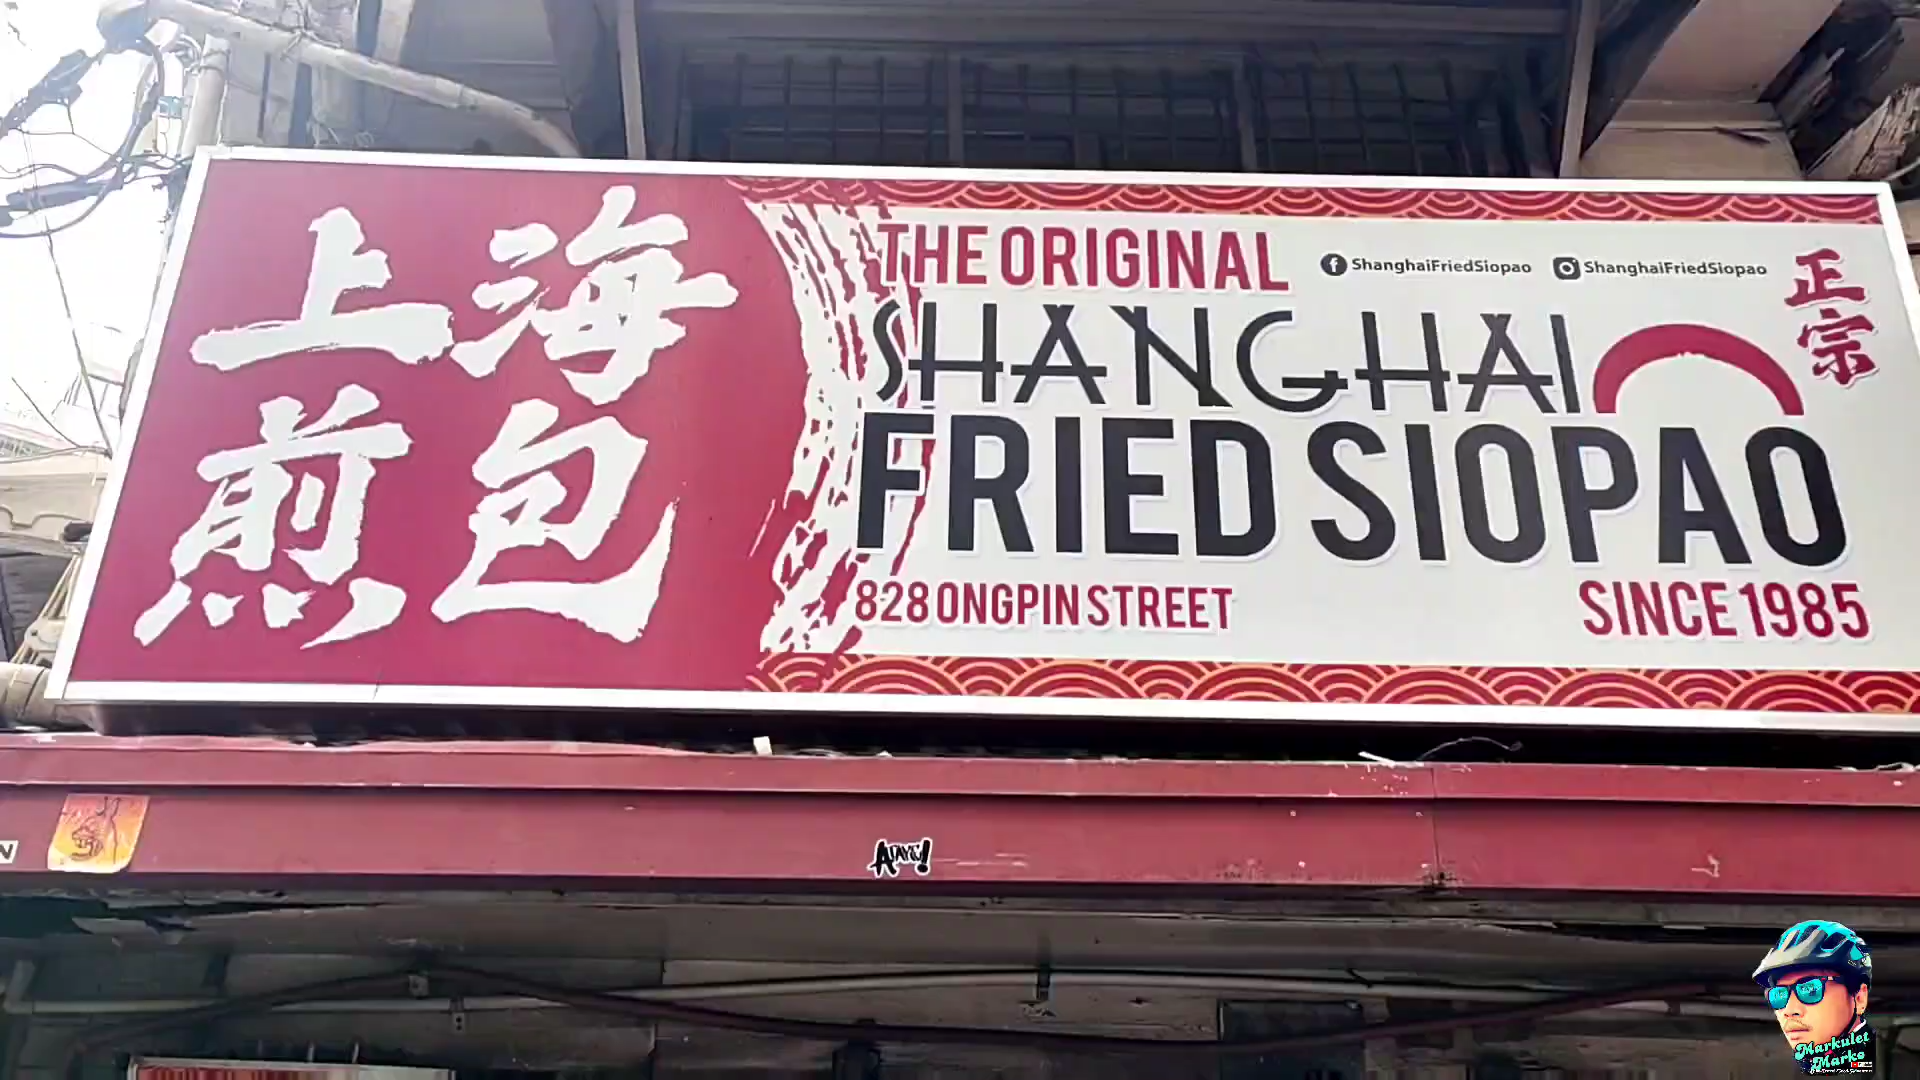 上海
煎包
THE ORIGINAL
ShanghaiFriedSiopao
ShanghaiFriedSiopao
正宗
SHANGHAI
FRIED SIOPAO
828 ONGPIN STREET
SINCE 1985
Markulet
Marko